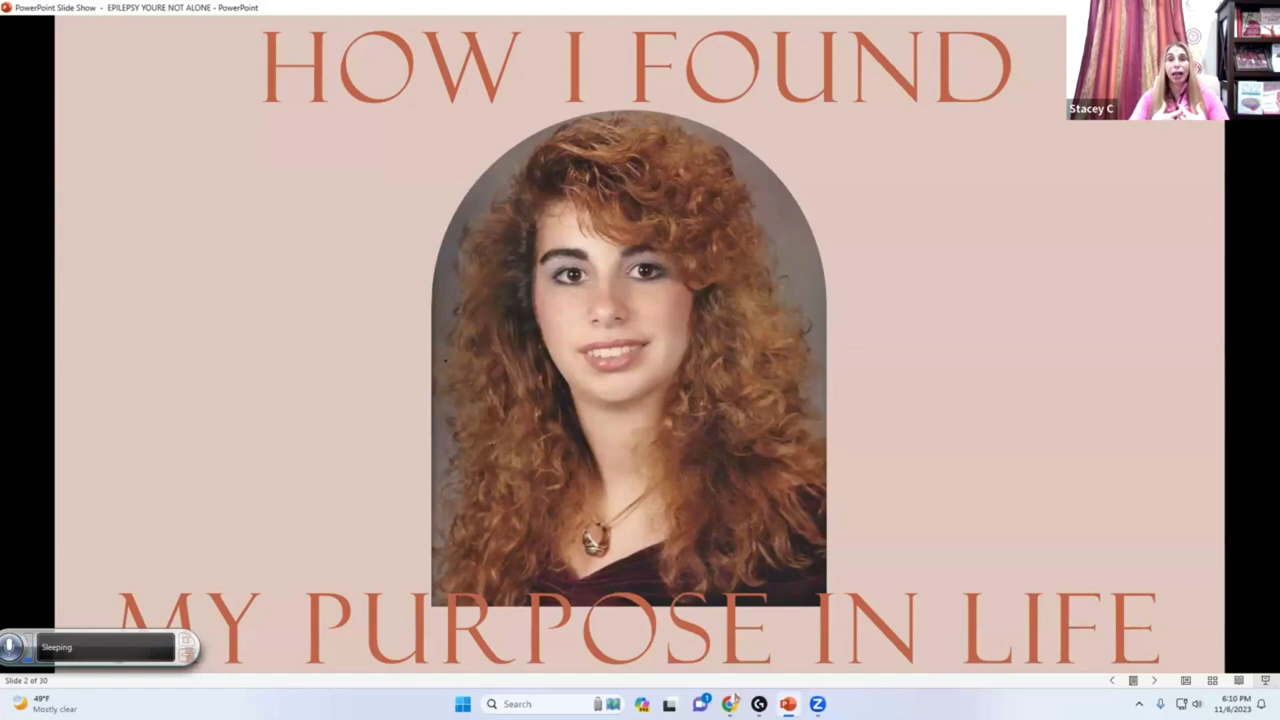 PowerPoint Slide Show - EPILEPSY YOURE NOT ALONE - PowerPoint
HOW I FOUND
Stacey C
MY PURPOSE IN LIFE
Sleeping
Slide 2 of 30
49°F
Mostly clear
Search
1
6:10 PM
11/6/2023